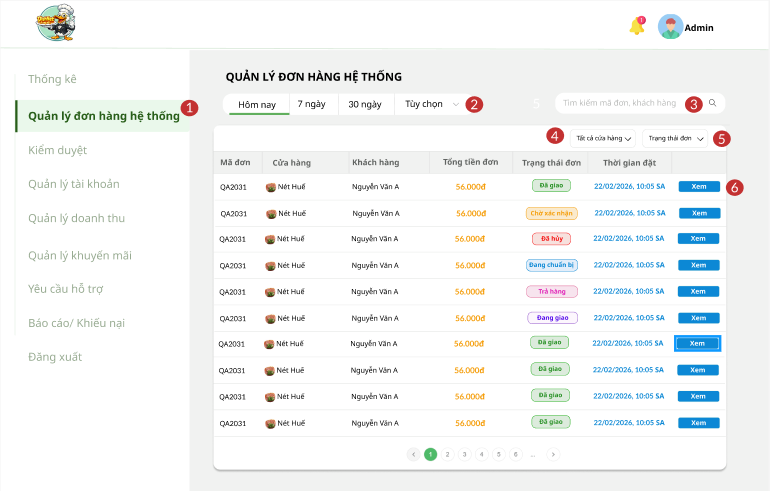 1
Admin
Thống kê
Quản lý đơn hàng hệ thống
1
Kiểm duyệt
Quản lý tài khoản
Quản lý doanh thu
Quản lý khuyến mãi
Yêu cầu hỗ trợ
Báo cáo/ Khiếu nại
Đăng xuất
QUẢN LÝ ĐƠN HÀNG HỆ THỐNG
Hôm nay 7 ngày 30 ngày Tùy chọn 2 5 Tìm kiếm mã đơn, khách hàng 3
4 Tất cả cửa hàng Trạng thái đơn 5
Mã đơn Cửa hàng Khách hàng Tổng tiền đơn Trạng thái đơn Thời gian đặt
QA2031 Nét Huế Nguyễn Văn A 56.000đ Đã giao 22/02/2026, 10:05 SA Xem 6
QA2031 Nét Huế Nguyễn Văn A 56.000đ Chờ xác nhận 22/02/2026, 10:05 SA Xem
QA2031 Nét Huế Nguyễn Văn A 56.000đ Đã hủy 22/02/2026, 10:05 SA Xem
QA2031 Nét Huế Nguyễn Văn A 56.000đ Đang chuẩn bị 22/02/2026, 10:05 SA Xem
QA2031 Nét Huế Nguyễn Văn A 56.000đ Trả hàng 22/02/2026, 10:05 SA Xem
QA2031 Nét Huế Nguyễn Văn A 56.000đ Đang giao 22/02/2026, 10:05 SA Xem
QA2031 Nét Huế Nguyễn Văn A 56.000đ Đã giao 22/02/2026, 10:05 SA Xem
QA2031 Nét Huế Nguyễn Văn A 56.000đ Đã giao 22/02/2026, 10:05 SA Xem
QA2031 Nét Huế Nguyễn Văn A 56.000đ Đã giao 22/02/2026, 10:05 SA Xem
QA2031 Nét Huế Nguyễn Văn A 56.000đ Đã giao 22/02/2026, 10:05 SA Xem
‹ 1 2 3 4 5 6 ... ›